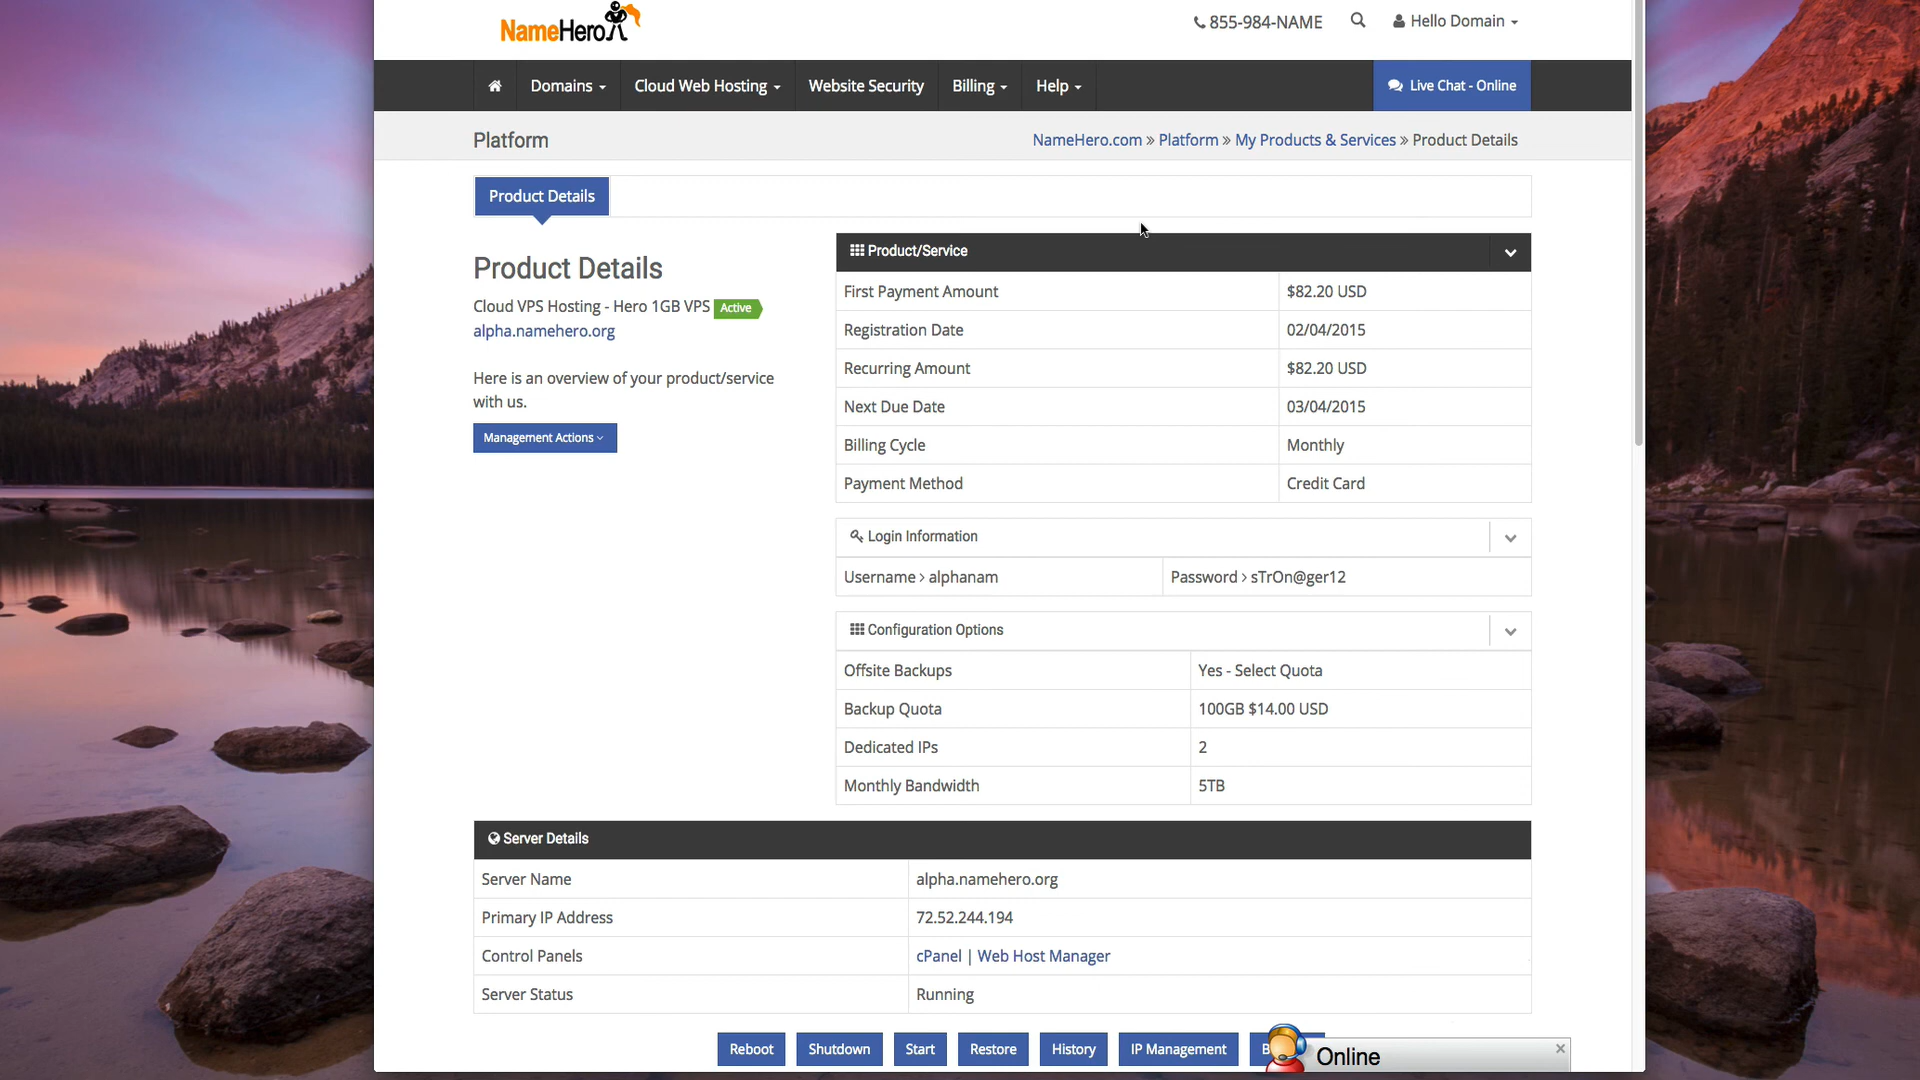 NameHero
855-984-NAME
Hello Domain
Domains
Cloud Web Hosting
Website Security
Billing
Help
Live Chat - Online
Platform
NameHero.com » Platform » My Products & Services » Product Details
Product Details
Product Details
Cloud VPS Hosting - Hero 1GB VPS Active
alpha.namehero.org
Here is an overview of your product/service
with us.
Management Actions
Product/Service
First Payment Amount $82.20 USD
Registration Date 02/04/2015
Recurring Amount $82.20 USD
Next Due Date 03/04/2015
Billing Cycle Monthly
Payment Method Credit Card
Login Information
Username > alphanam Password > sTrOn@ger12
Configuration Options
Offsite Backups Yes - Select Quota
Backup Quota 100GB $14.00 USD
Dedicated IPs 2
Monthly Bandwidth 5TB
Server Details
Server Name alpha.namehero.org
Primary IP Address 72.52.244.194
Control Panels cPanel | Web Host Manager
Server Status Running
Reboot
Shutdown
Start
Restore
History
IP Management
Online